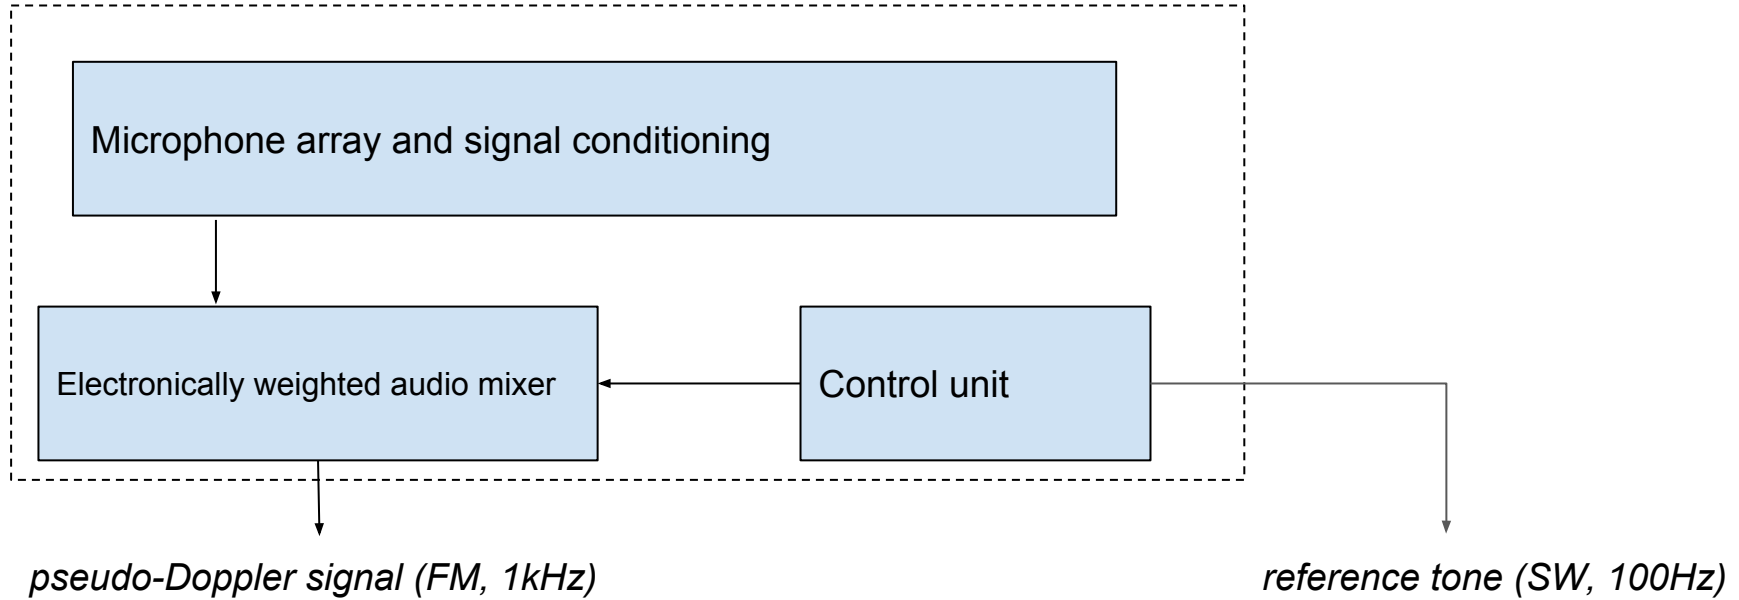 Microphone array and signal conditioning
Electronically weighted audio mixer
Control unit
pseudo-Doppler signal (FM, 1kHz)
reference tone (SW, 100Hz)